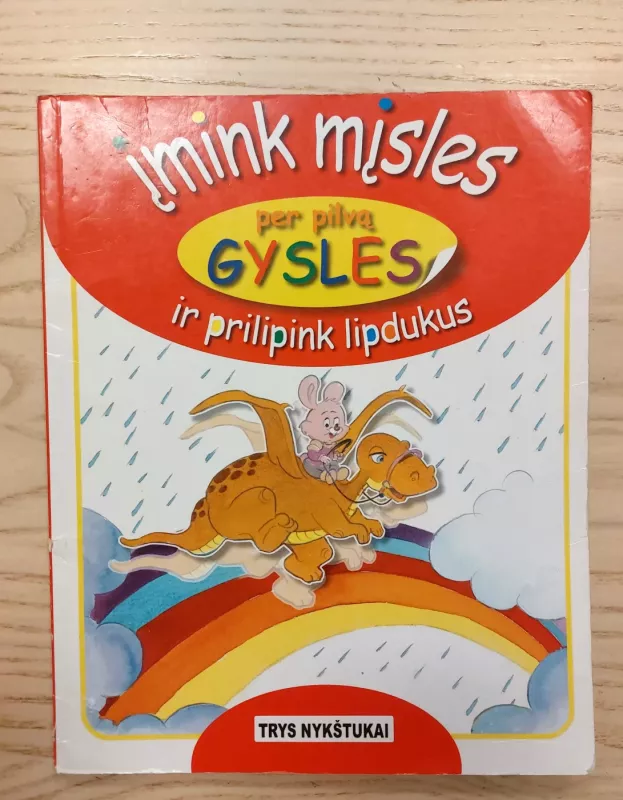 įmink mįsles
per pilvą
GYSLES
ir prilipink lipdukus
TRYS NYKŠTUKAI